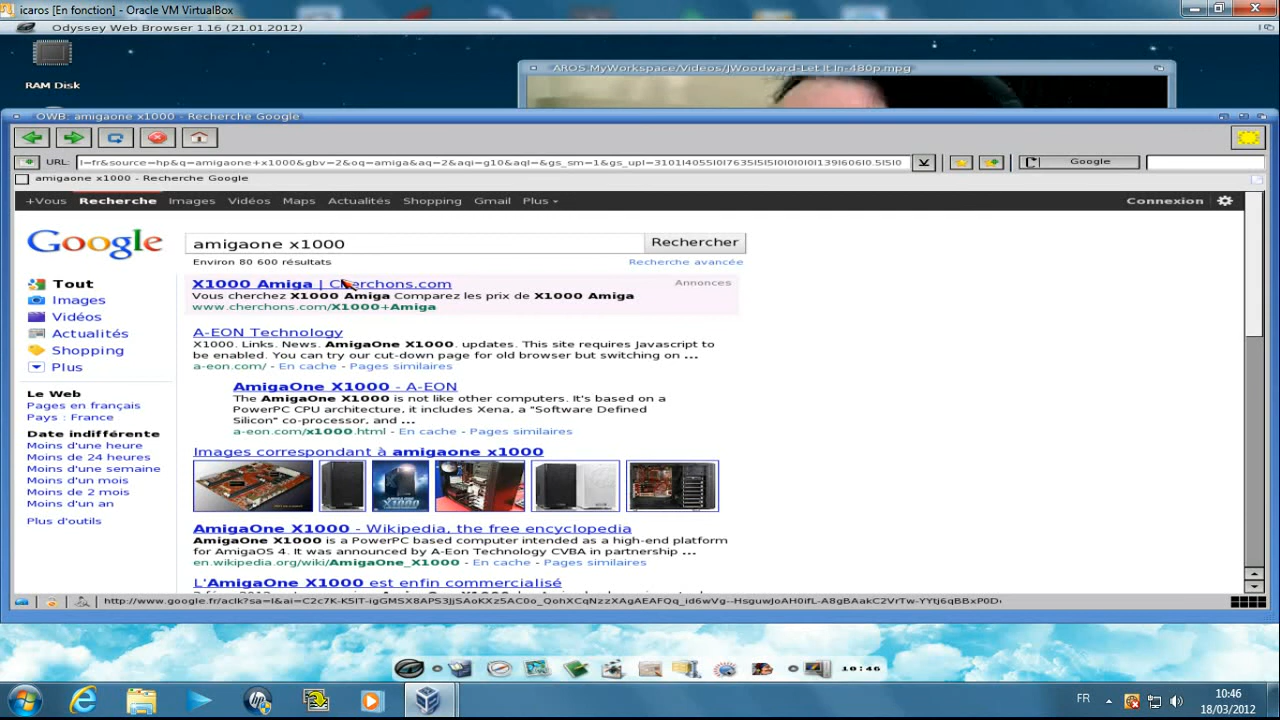 icaros [En fonction] - Oracle VM VirtualBox
Odyssey Web Browser 1.16 (21.01.2012)
RAM Disk
AROS.MyWorkspace/Videos/JWoodward-Let It In-480p.mpg
OWB: amigaone x1000 - Recherche Google
URL:
Google
amigaone x1000 - Recherche Google
+Vous Recherche Images Vidéos Maps Actualités Shopping Gmail Plus
Connexion
Google
amigaone x1000
Rechercher
Environ 80 600 résultats
Recherche avancée
Tout
Images
Vidéos
Actualités
Shopping
Plus
Le Web
Pages en français
Pays : France
Date indifférente
Moins d'une heure
Moins de 24 heures
Moins d'une semaine
Moins d'un mois
Moins de 2 mois
Moins d'un an
Plus d'outils
X1000 Amiga | Cherchons.com
Annonces
Vous cherchez X1000 Amiga Comparez les prix de X1000 Amiga
www.cherchons.com/X1000+Amiga
A-EON Technology
X1000. Links. News. AmigaOne X1000. updates. This site requires Javascript to
be enabled. You can try our cut-down page for old browser but switching on ...
a-eon.com/ - En cache - Pages similaires
AmigaOne X1000 - A-EON
The AmigaOne X1000 is not like other computers. It's based on a
PowerPC CPU architecture, it includes Xena, a "Software Defined
Silicon" co-processor, and ...
a-eon.com/x1000.html - En cache - Pages similaires
Images correspondant à amigaone x1000
AmigaOne X1000 - Wikipedia, the free encyclopedia
AmigaOne X1000 is a PowerPC based computer intended as a high-end platform
for AmigaOS 4. It was announced by A-Eon Technology CVBA in partnership ...
en.wikipedia.org/wiki/AmigaOne_X1000 - En cache - Pages similaires
L'AmigaOne X1000 est enfin commercialisé
10:46
FR
10:46
18/03/2012